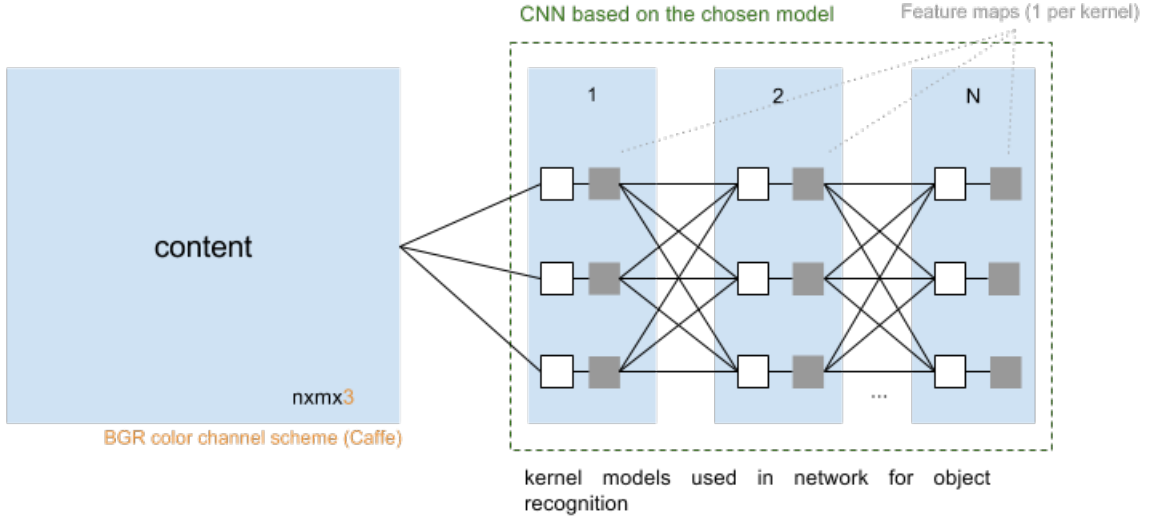 CNN based on the chosen model
Feature maps (1 per kernel)
1
2
N
content
nxmx3
BGR color channel scheme (Caffe)
...
kernel models used in network for object
recognition